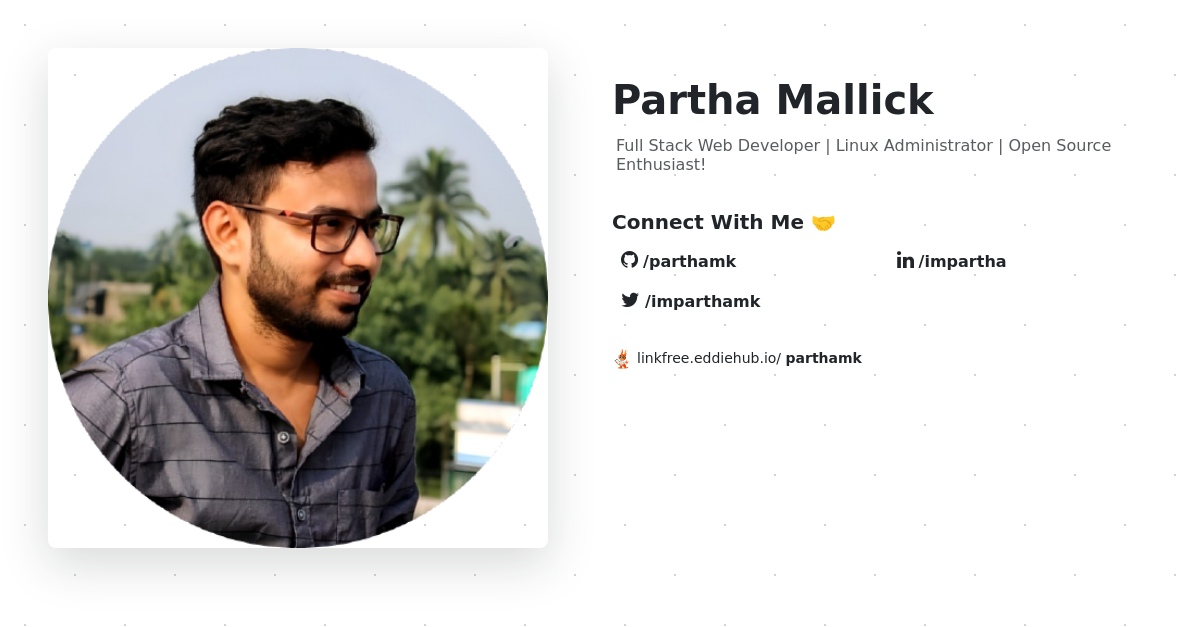 Partha Mallick
Full Stack Web Developer | Linux Administrator | Open Source
Enthusiast!
Connect With Me 🤝
/parthamk
/impartha
/imparthamk
linkfree.eddiehub.io/ parthamk